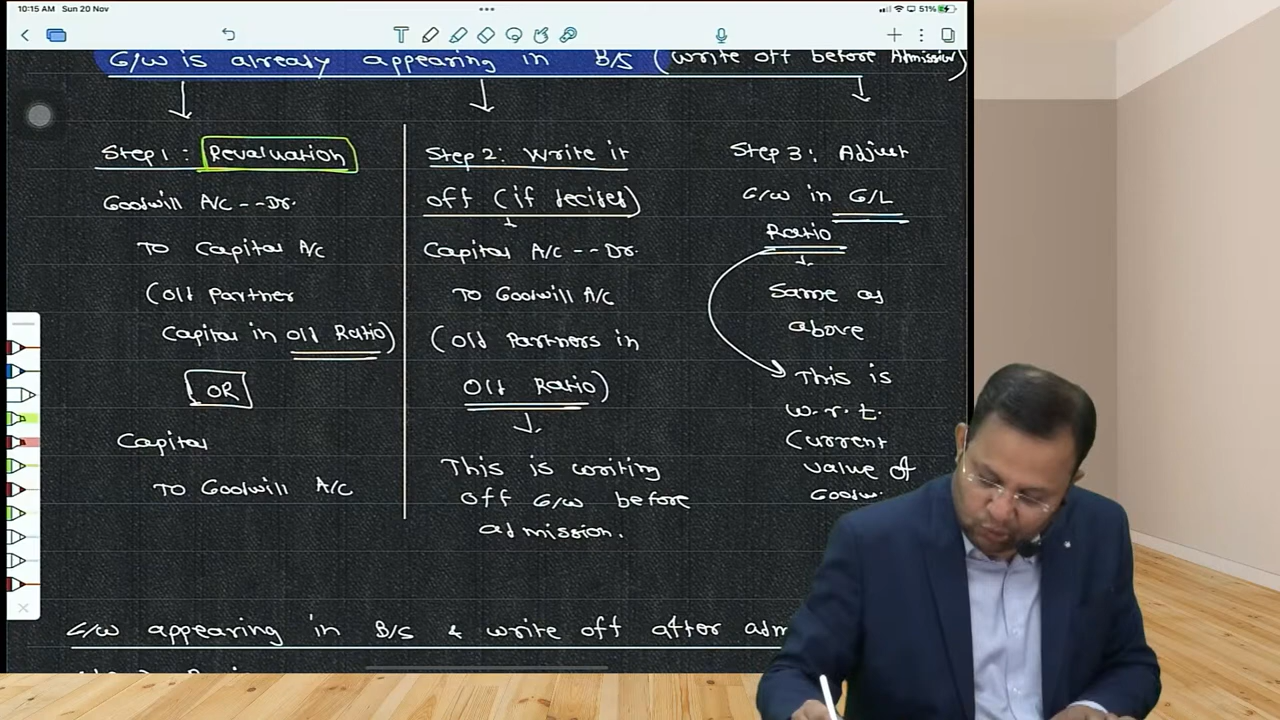 10:15 AM Sun 20 Nov
51%
G/W is already appearing in B/S (write off before Admission)
Step 1: Revaluation
Goodwill A/C --Dr.
To Capital A/C
(Old Partner
Capital in Old Ratio)
OR
Capital
To Goodwill A/C
Step 2: Write it
off (if decides)
Capital A/C --Dr.
To Goodwill A/C
(Old Partners in
Old Ratio)
This is writing
off G/W before
admission.
Step 3: Adjust
G/W in G/L
Ratio
Same as
above
This is
w.r.t.
Current
value of
G/W appearing in B/S & write off after